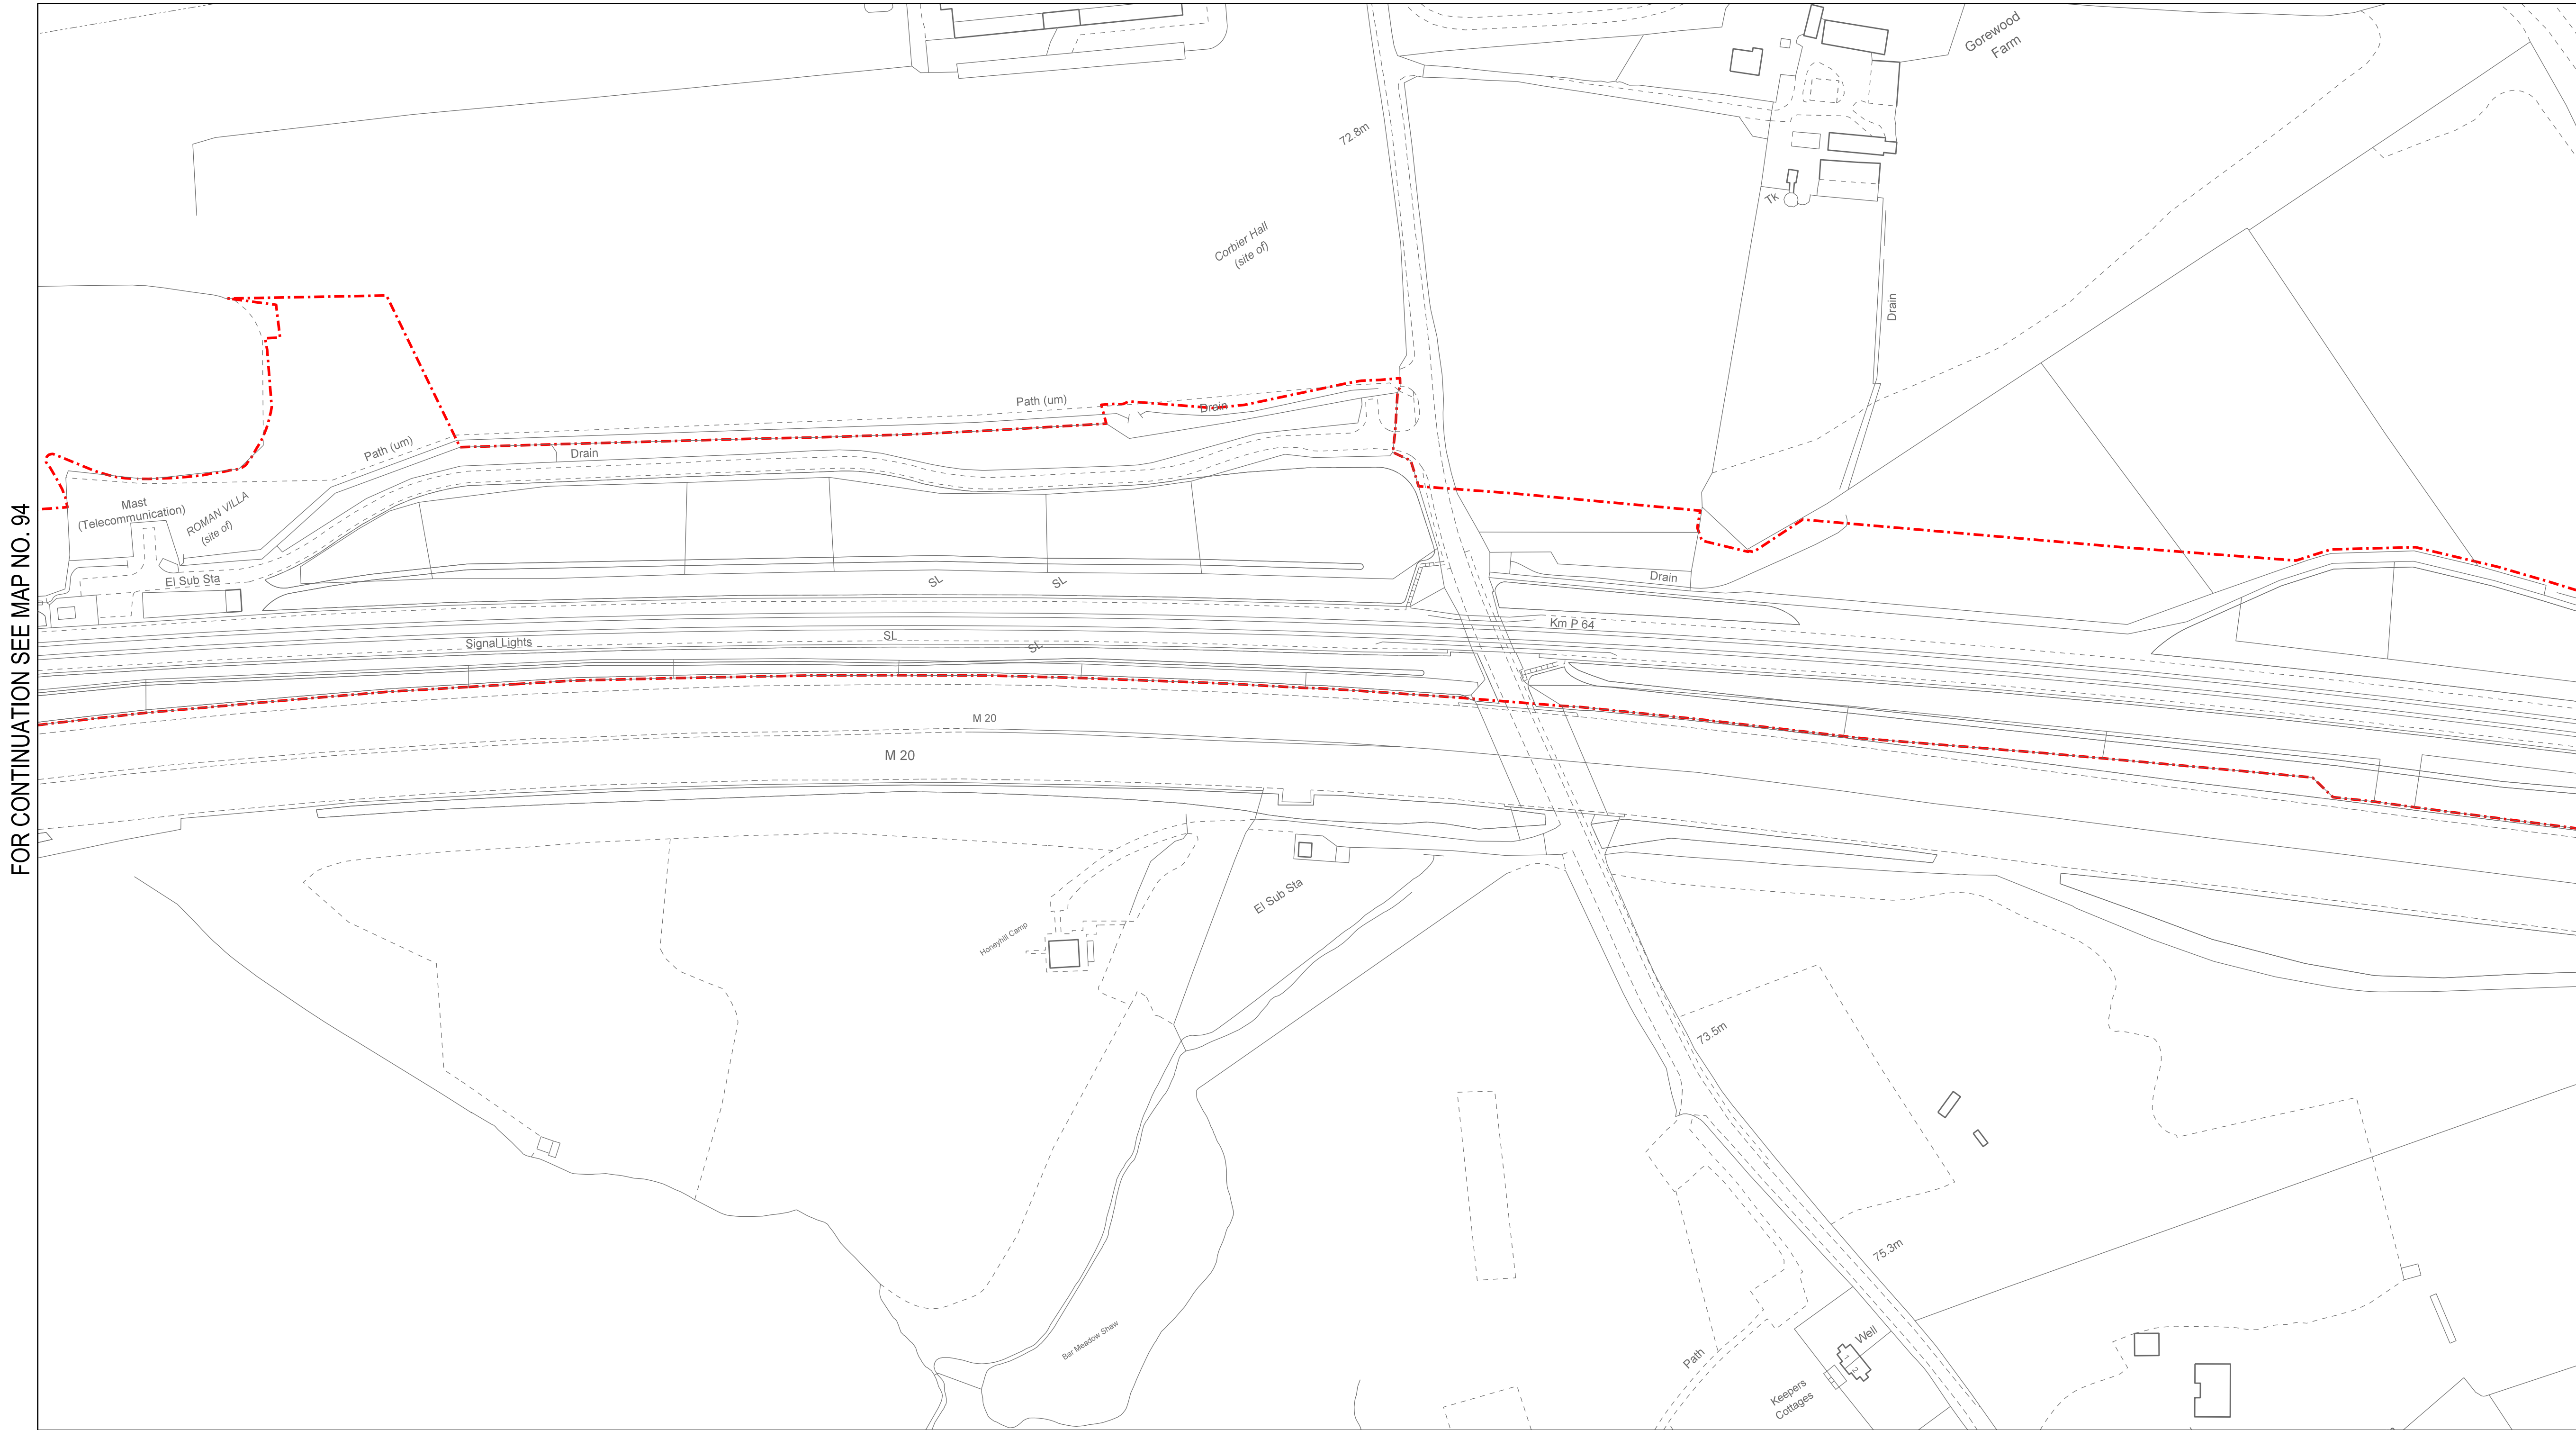 FOR CONTINUATION SEE MAP NO. 94
Gorewood
Farm
72.8m
Tk
Corbier Hall
(site of)
Drain
Path (um)
Drain
Path (um)
Drain
Mast
(Telecommunication)
ROMAN VILLA
(site of)
El Sub Sta
SL
SL
Drain
Km P 64
Signal Lights
SL
SL
M 20
M 20
El Sub Sta
Honeyhill Camp
73.5m
75.3m
Bar Meadow Shaw
Path
Well
1
2
Keepers
Cottages